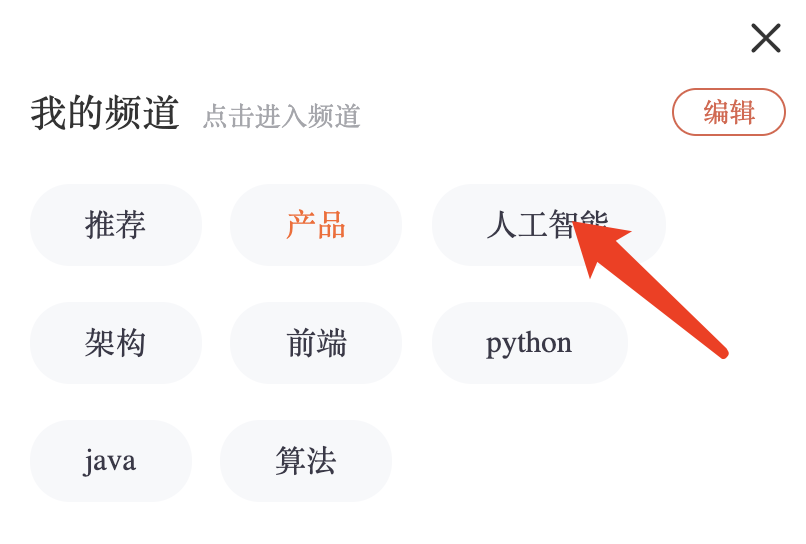 我的频道 点击进入频道 编辑
推荐 产品 人工智能
架构 前端 python
java 算法